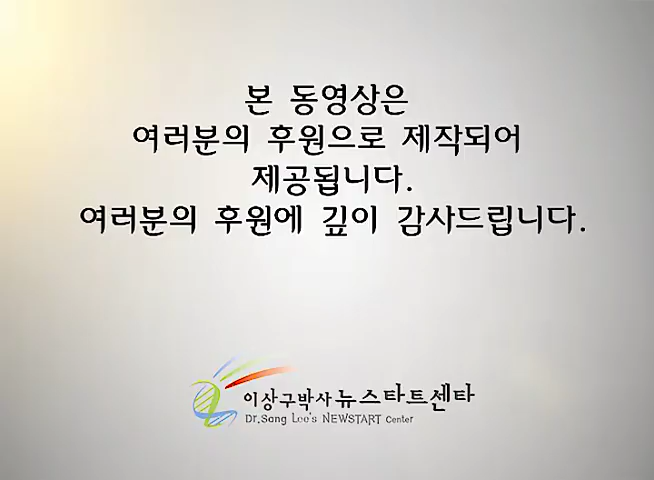 본 동영상은
여러분의 후원으로 제작되어
제공됩니다.
여러분의 후원에 깊이 감사드립니다.
이상구박사 뉴스타트센타
Dr.Sang Lee's NEWSTART Center